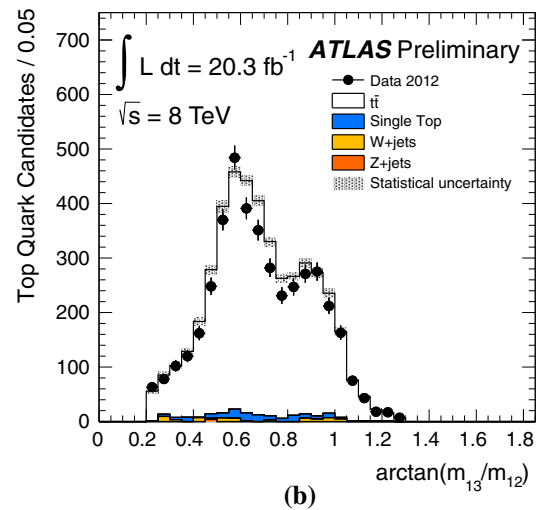 Top Quark Candidates / 0.05
700
600
500
400
300
200
100
0
∫ L dt = 20.3 fb⁻¹
√s = 8 TeV
ATLAS Preliminary
Data 2012
tt̄
Single Top
W+jets
Z+jets
Statistical uncertainty
0 0.2 0.4 0.6 0.8 1 1.2 1.4 1.6 1.8
arctan(m₁₃/m₁₂)
(b)